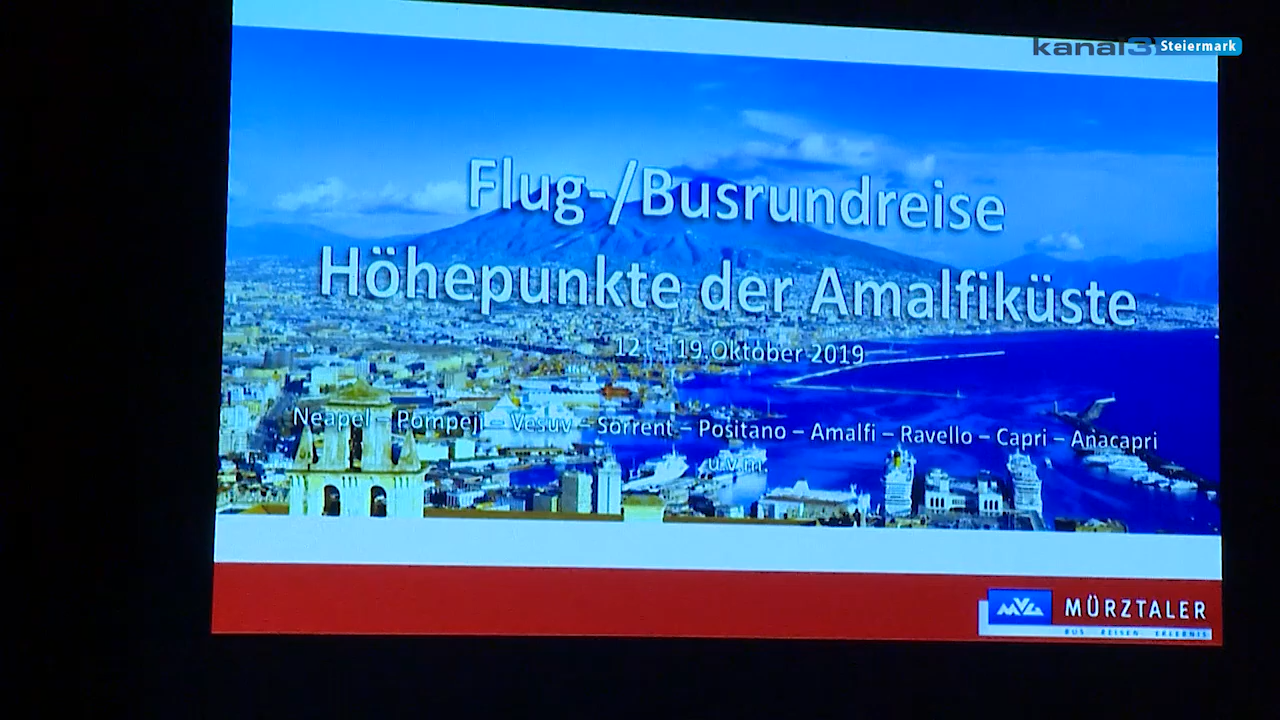 kanal3 Steiermark
Flug-/Busrundreise
Höhepunkte der Amalfiküste
12. – 19.Oktober 2019
Neapel – Pompeji – Vesuv – Sorrent – Positano – Amalfi – Ravello – Capri – Anacapri
u.v.m.
MVG MÜRZTALER
BUS REISEN ERLEBNIS